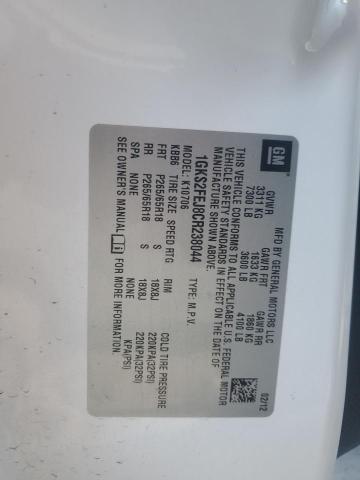 GM
MFD BY GENERAL MOTORS LLC
02/12
GVWR GAWR FRT GAWR RR
3311 KG 1633 KG 1860 KG
7300 LB 3600 LB 4100 LB
THIS VEHICLE CONFORMS TO ALL APPLICABLE U.S. FEDERAL MOTOR
VEHICLE SAFETY STANDARDS IN EFFECT ON THE DATE OF
MANUFACTURE SHOWN ABOVE.
1GKS2FEJ8CR238044 TYPE: M.P.V.
MODEL: K10706
KBB6 TIRE SIZE SPEED RTG RIM COLD TIRE PRESSURE
FRT P265/65R18 S 18X8J 220KPA(32PSI)
RR P265/65R18 S 18X8J 220KPA(32PSI)
SPA NONE NONE KPA(PSI)
SEE OWNER'S MANUAL FOR MORE INFORMATION.